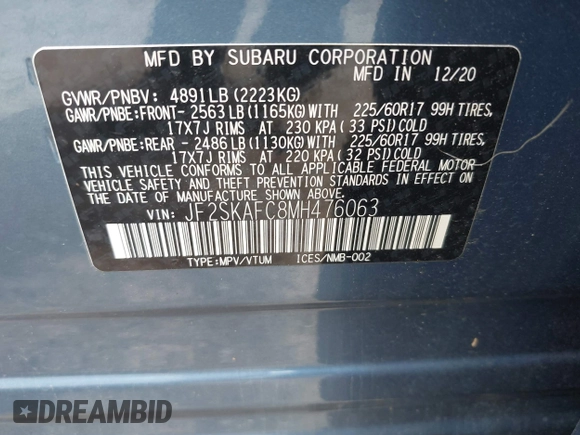 MFD BY SUBARU CORPORATION
MFD IN 12/20
GVWR/PNBV: 4891LB(2223KG)
GAWR/PNBE:FRONT- 2563LB(1165KG)WITH 225/60R17 99H TIRES,
17X7J RIMS AT 230 KPA(33 PSI)COLD
GAWR/PNBE:REAR - 2486LB(1130KG)WITH 225/60R17 99H TIRES,
17X7J RIMS AT 220 KPA(32 PSI)COLD
THIS VEHICLE CONFORMS TO ALL APPLICABLE FEDERAL MOTOR
VEHICLE SAFETY AND THEFT PREVENTION STANDARDS IN EFFECT ON
THE DATE OF MANUFACTURE SHOWN ABOVE.
VIN: JF2SKAFC8MH476063
TYPE:MPV/VTUM ICES/NMB-002
DREAMBID